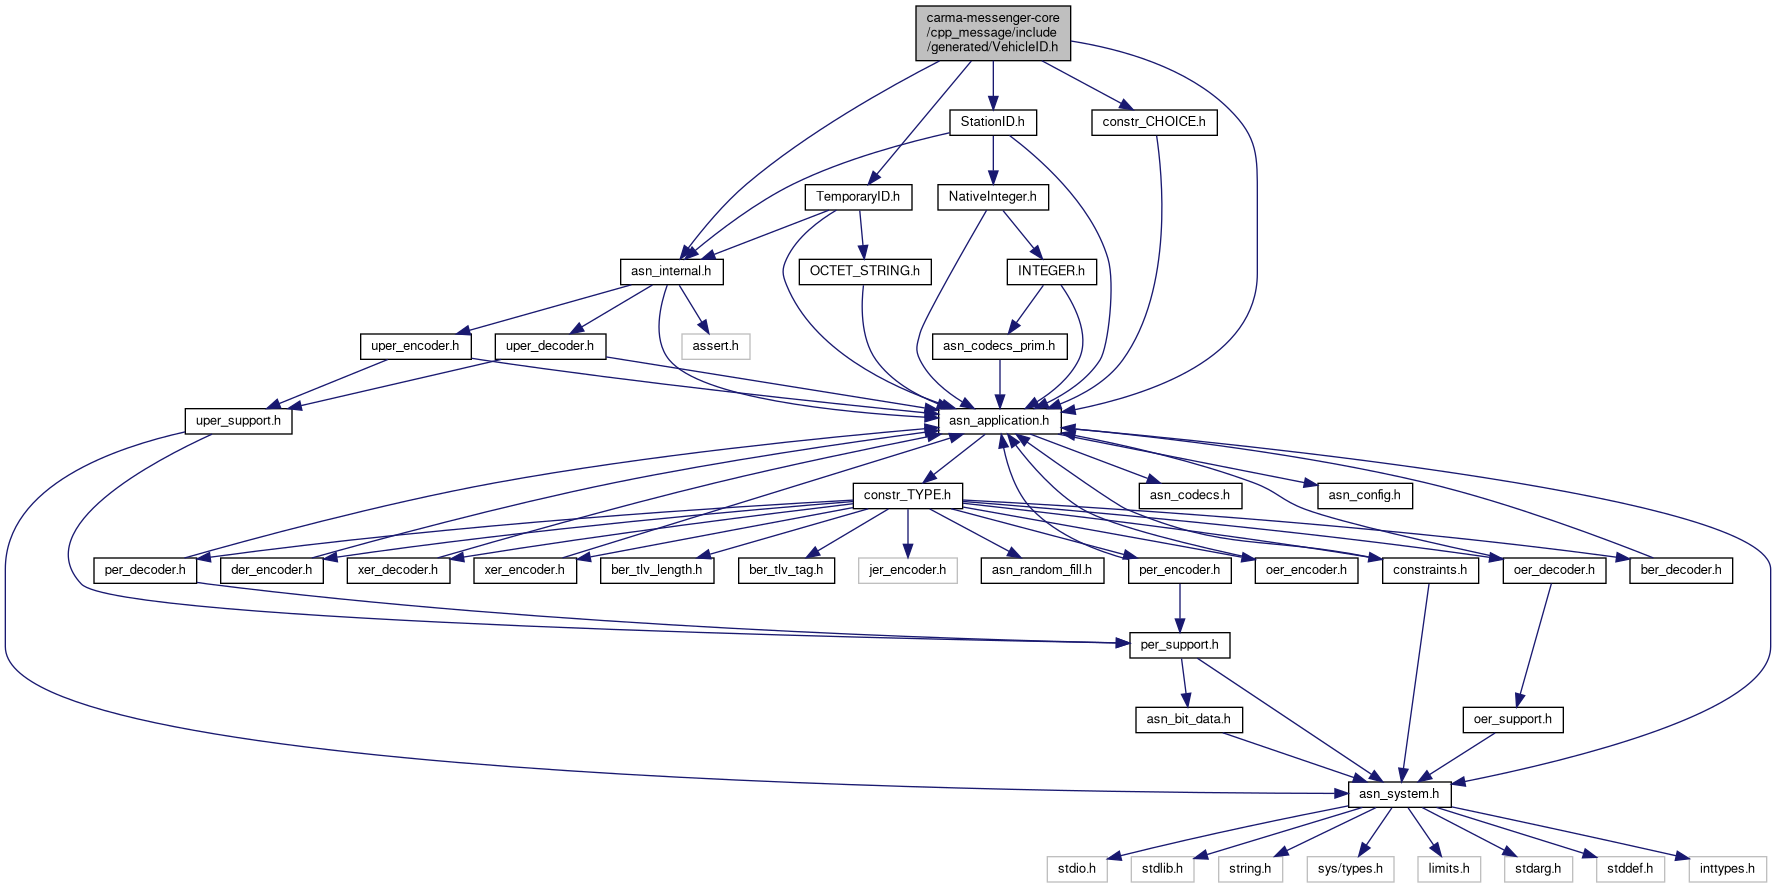 carma-messenger-core
/cpp_message/include
/generated/VehicleID.h
StationID.h
constr_CHOICE.h
TemporaryID.h
NativeInteger.h
asn_internal.h
OCTET_STRING.h
INTEGER.h
uper_encoder.h
uper_decoder.h
assert.h
asn_codecs_prim.h
uper_support.h
asn_application.h
constr_TYPE.h
asn_codecs.h
asn_config.h
per_decoder.h
der_encoder.h
xer_decoder.h
xer_encoder.h
ber_tlv_length.h
ber_tlv_tag.h
jer_encoder.h
asn_random_fill.h
per_encoder.h
oer_encoder.h
constraints.h
oer_decoder.h
ber_decoder.h
per_support.h
asn_bit_data.h
oer_support.h
asn_system.h
stdio.h
stdlib.h
string.h
sys/types.h
limits.h
stdarg.h
stddef.h
inttypes.h